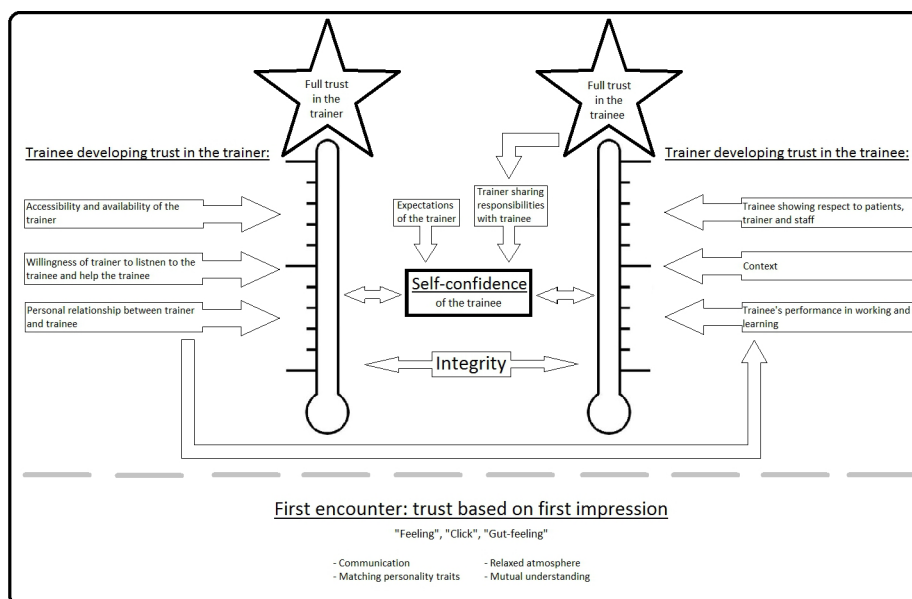 Full trust
in the
trainer
Full trust
in the
trainee
Trainee developing trust in the trainer:
Trainer developing trust in the trainee:
Accessibility and availability of the
trainer
Expectations
of the trainer
Trainer sharing
responsibilities
with trainee
Trainee showing respect to patients,
trainer and staff
Willingness of trainer to listnen to the
trainee and help the trainee
Self-confidence
of the trainee
Context
Personal relationship between trainer
and trainee
Trainee's performance in working and
learning
Integrity
First encounter: trust based on first impression
"Feeling", "Click", "Gut-feeling"
- Communication
- Relaxed atmosphere
- Matching personality traits
- Mutual understanding